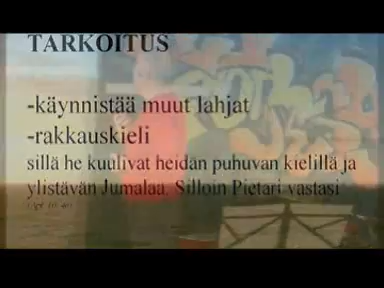 TARKOITUS
-käynnistää muut lahjat
-rakkauskieli
sillä he kuulivat heidän puhuvan kielillä ja
ylistävän Jumalaa. Silloin Pietari vastasi